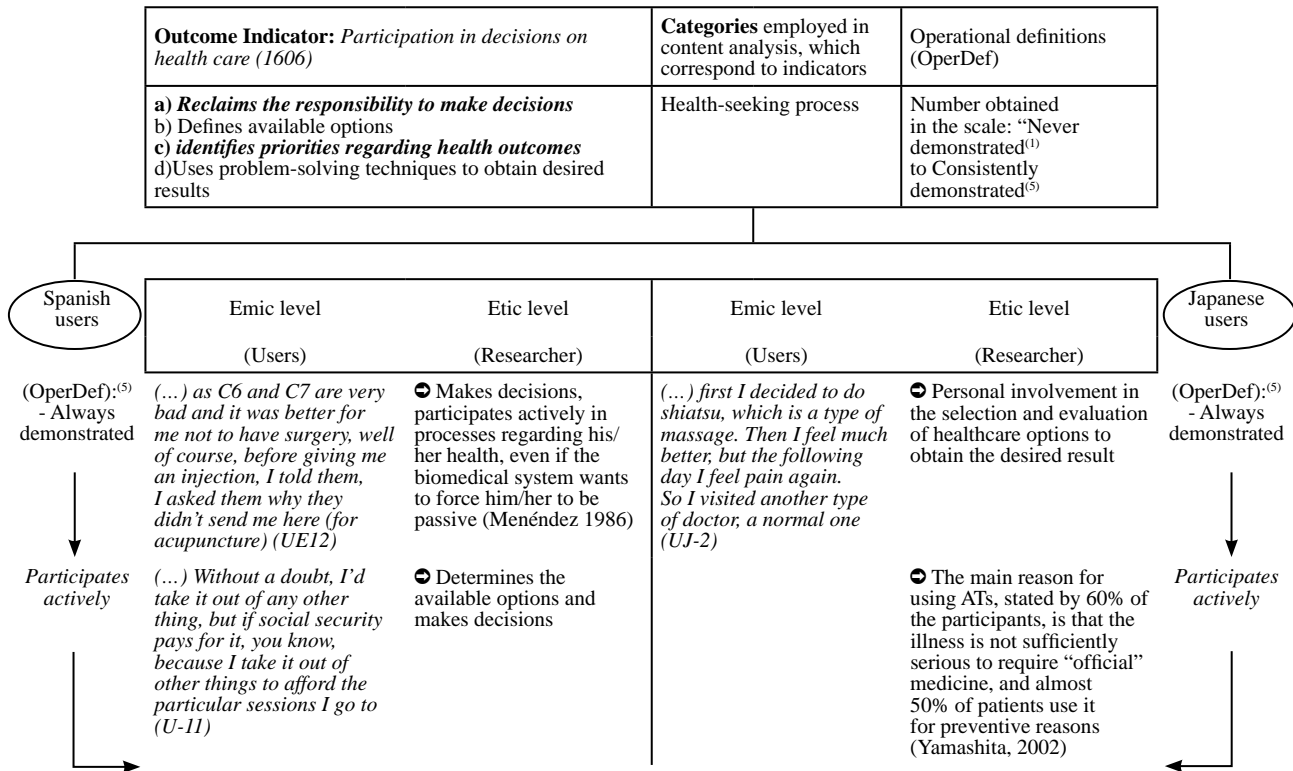 Outcome Indicator: Participation in decisions on
health care (1606)
Categories employed in
content analysis, which
correspond to indicators
Operational definitions
(OperDef)
a) Reclaims the responsibility to make decisions
b) Defines available options
c) identifies priorities regarding health outcomes
d)Uses problem-solving techniques to obtain desired
results
Health-seeking process
Number obtained
in the scale: “Never
demonstrated(1)
to Consistently
demonstrated(5)
Spanish
users
Emic level
(Users)
Etic level
(Researcher)
Emic level
(Users)
Etic level
(Researcher)
Japanese
users
(OperDef):(5)
- Always
demonstrated
Participates
actively
(…) as C6 and C7 are very
bad and it was better for
me not to have surgery, well
of course, before giving me
an injection, I told them,
I asked them why they
didn’t send me here (for
acupuncture) (UE12)
➲ Makes decisions,
participates actively in
processes regarding his/
her health, even if the
biomedical system wants
to force him/her to be
passive (Menéndez 1986)
(…) first I decided to do
shiatsu, which is a type of
massage. Then I feel much
better, but the following
day I feel pain again.
So I visited another type
of doctor, a normal one
(UJ-2)
➲ Personal involvement in
the selection and evaluation
of healthcare options to
obtain the desired result
(…) Without a doubt, I’d
take it out of any other
thing, but if social security
pays for it, you know,
because I take it out of
other things to afford the
particular sessions I go to
(U-11)
➲ Determines the
available options and
makes decisions
➲ The main reason for
using ATs, stated by 60% of
the participants, is that the
illness is not sufficiently
serious to require “official”
medicine, and almost
50% of patients use it
for preventive reasons
(Yamashita, 2002)
(OperDef):(5)
- Always
demonstrated
Participates
actively